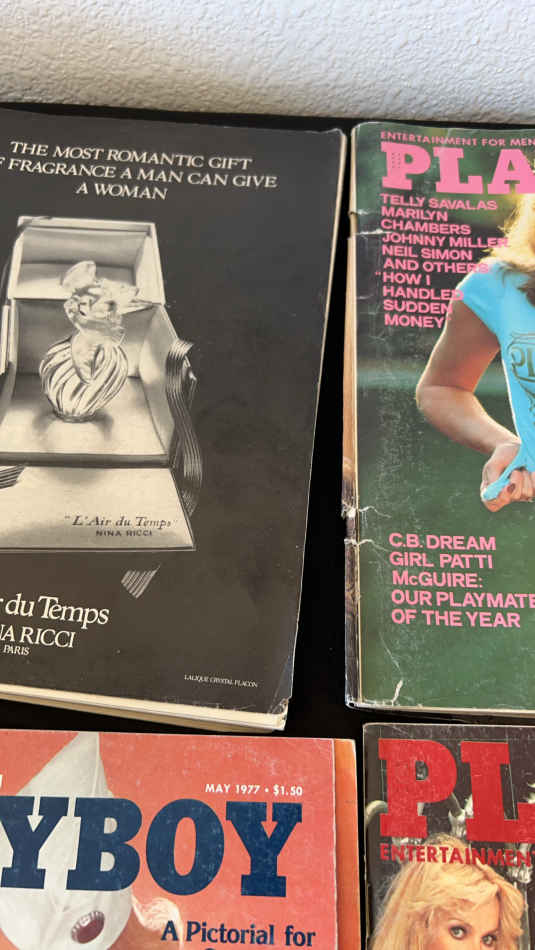 THE MOST ROMANTIC GIFT
FRAGRANCE A MAN CAN GIVE
A WOMAN
"L'Air du Temps"
NINA RICCI
du Temps
RICCI
PARIS
LALIQUE CRYSTAL FLACON
ENTERTAINMENT FOR MEN
PLA
TELLY SAVALAS
MARILYN
CHAMBERS
JOHNNY MILLER
NEIL SIMON
AND OTHERS
"HOW I
HANDLED
SUDDEN
MONEY
C.B. DREAM
GIRL PATTI
McGUIRE:
OUR PLAYMATE
OF THE YEAR
MAY 1977 • $1.50
YBOY
A Pictorial for
PL
ENTERTAINMENT